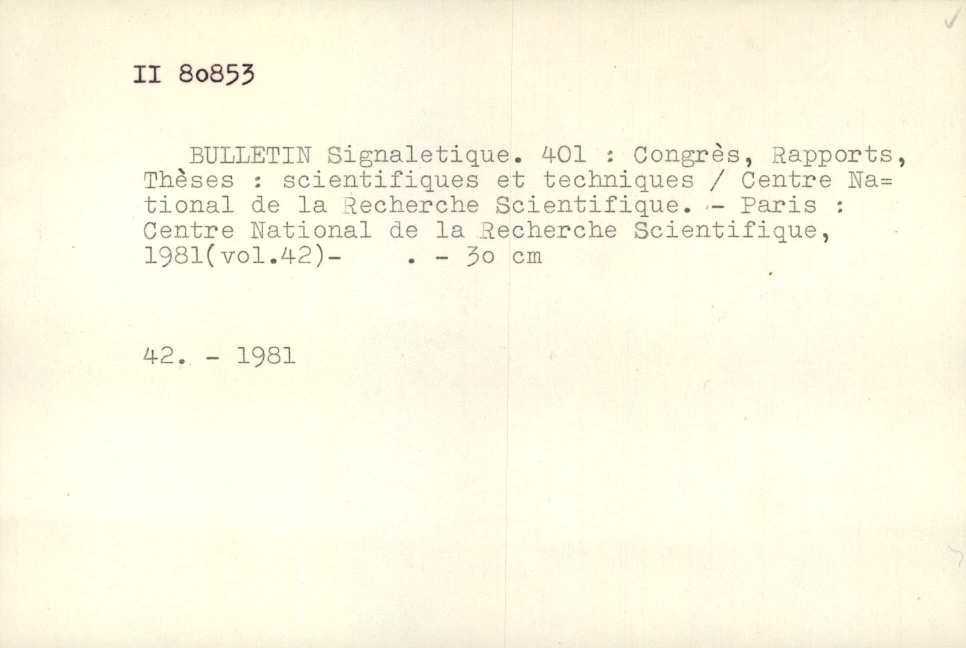 II 80853
BULLETIN Signaletique. 401 : Congrès, Rapports,
Thèses : scientifiques et techniques / Centre Na=
tional de la Recherche Scientifique. - Paris :
Centre National de la Recherche Scientifique,
1981(vol.42)-     . - 30 cm
42. - 1981